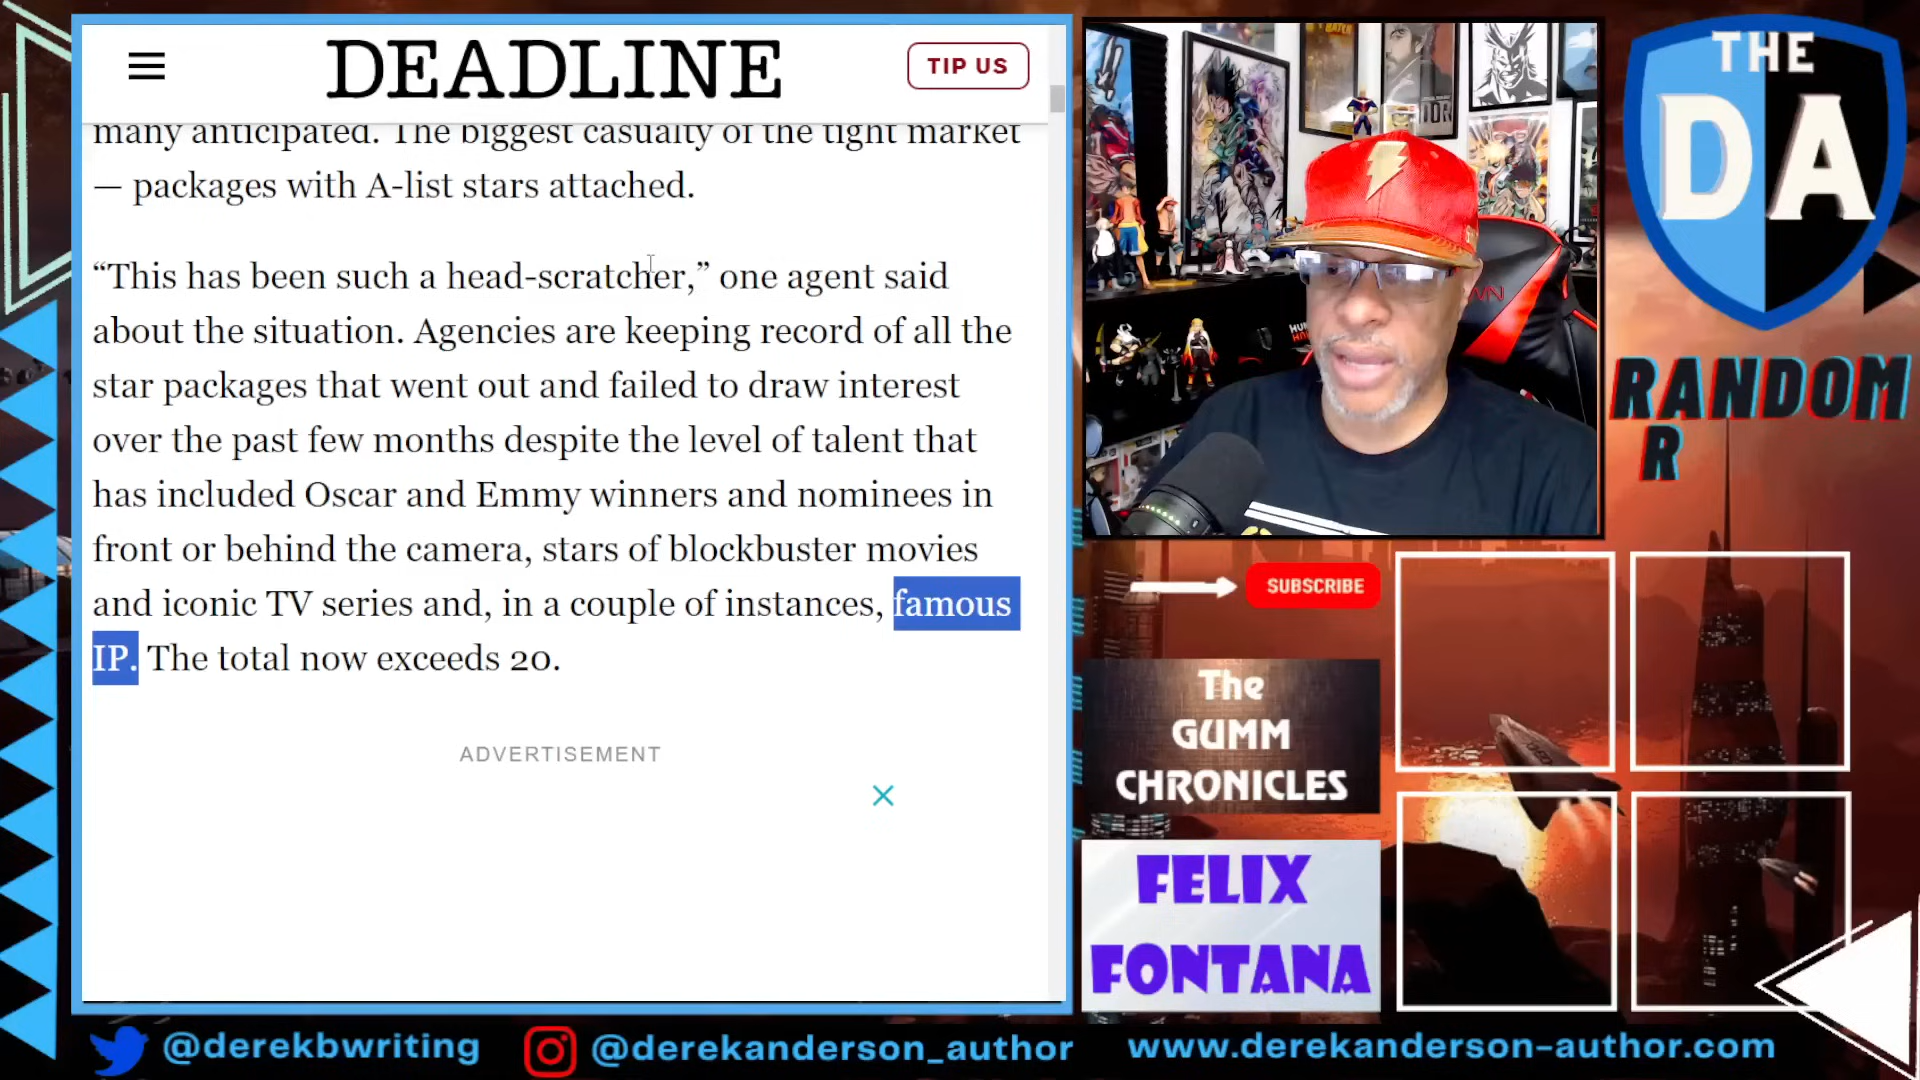 DEADLINE
TIP US
many anticipated. The biggest casualty of the tight market
— packages with A-list stars attached.
“This has been such a head-scratcher,” one agent said
about the situation. Agencies are keeping record of all the
star packages that went out and failed to draw interest
over the past few months despite the level of talent that
has included Oscar and Emmy winners and nominees in
front or behind the camera, stars of blockbuster movies
and iconic TV series and, in a couple of instances, famous
IP. The total now exceeds 20.
ADVERTISEMENT
THE
DA
RANDOM
R
SUBSCRIBE
The
GUMM
CHRONICLES
FELIX
FONTANA
@derekbwriting
@derekanderson_author
www.derekanderson-author.com